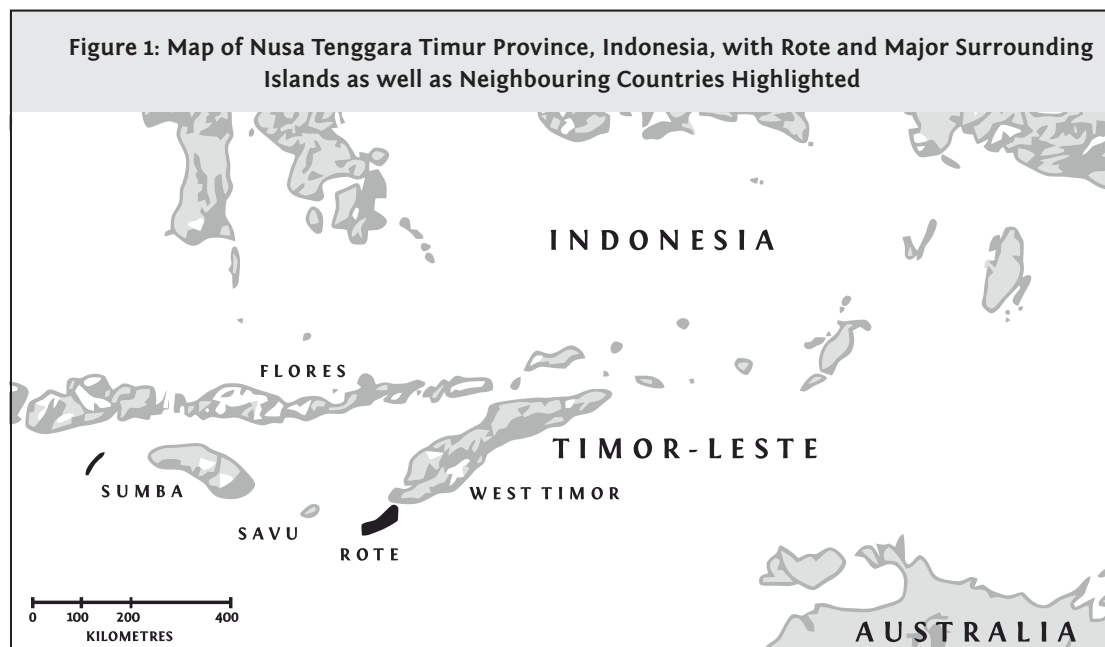 Figure 1: Map of Nusa Tenggara Timur Province, Indonesia, with Rote and Major Surrounding
Islands as well as Neighbouring Countries Highlighted
INDONESIA
FLORES
TIMOR-LESTE
SUMBA
WEST TIMOR
SAVU
ROTE
0 100 200 400
KILOMETRES
AUSTRALIA